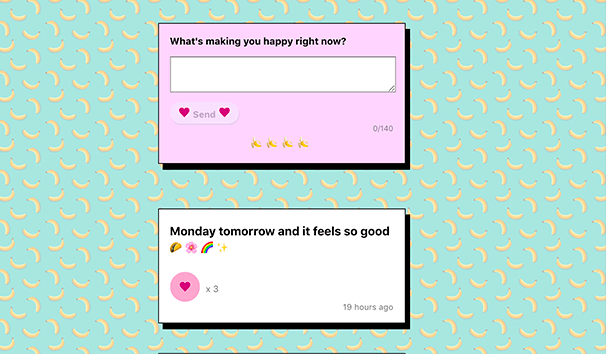 What's making you happy right now?
Send
0/140
Monday tomorrow and it feels so good
x 3
19 hours ago